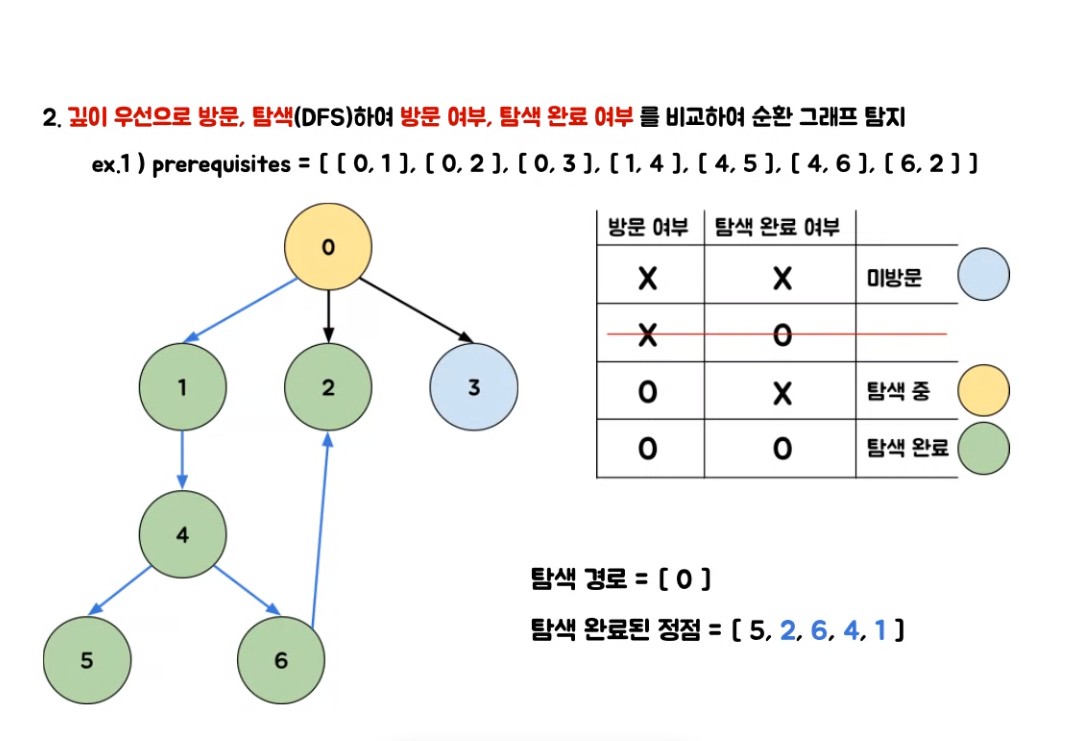 2. 깊이 우선으로 방문, 탐색(DFS)하여 방문 여부, 탐색 완료 여부 를 비교하여 순환 그래프 탐지
ex.1 ) prerequisites = [ [ 0, 1 ], [ 0, 2 ], [ 0, 3 ], [ 1, 4 ], [ 4, 5 ], [ 4, 6 ], [ 6, 2 ] ]
방문 여부 탐색 완료 여부
X X 미방문
X O
O X 탐색 중
O O 탐색 완료
0
1 2 3
4
5 6
탐색 경로 = [ 0 ]
탐색 완료된 정점 = [ 5, 2, 6, 4, 1 ]